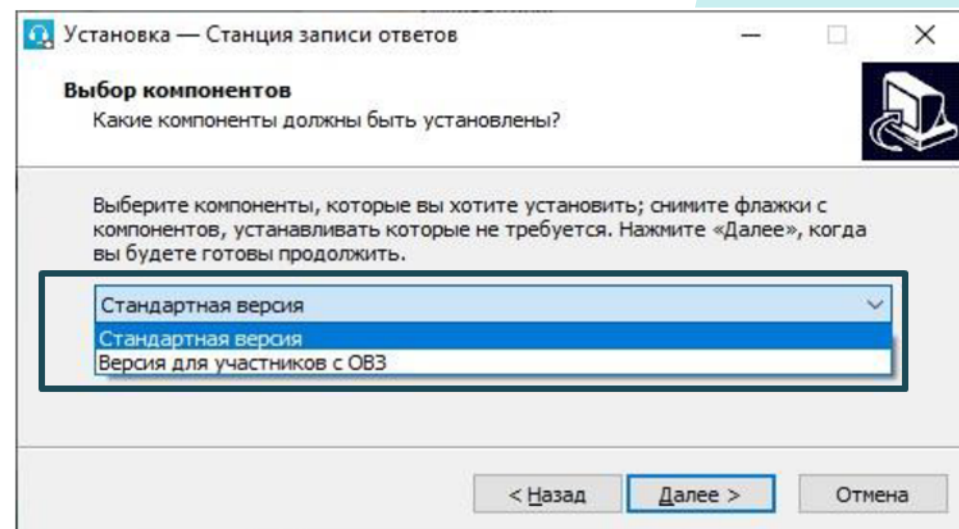 Установка — Станция записи ответов
Выбор компонентов
Какие компоненты должны быть установлены?
Выберите компоненты, которые вы хотите установить; снимите флажки с
компонентов, устанавливать которые не требуется. Нажмите «Далее», когда
вы будете готовы продолжить.
Стандартная версия
Стандартная версия
Версия для участников с ОВЗ
< Назад
Далее >
Отмена